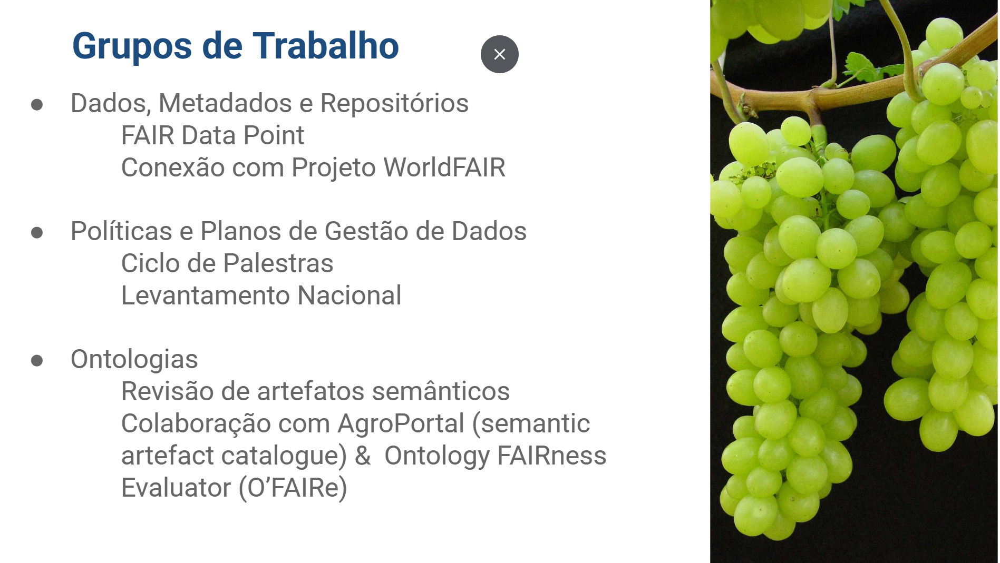 Grupos de Trabalho
● Dados, Metadados e Repositórios
FAIR Data Point
Conexão com Projeto WorldFAIR
● Políticas e Planos de Gestão de Dados
Ciclo de Palestras
Levantamento Nacional
● Ontologias
Revisão de artefatos semânticos
Colaboração com AgroPortal (semantic
artefact catalogue) &  Ontology FAIRness
Evaluator (O’FAIRe)